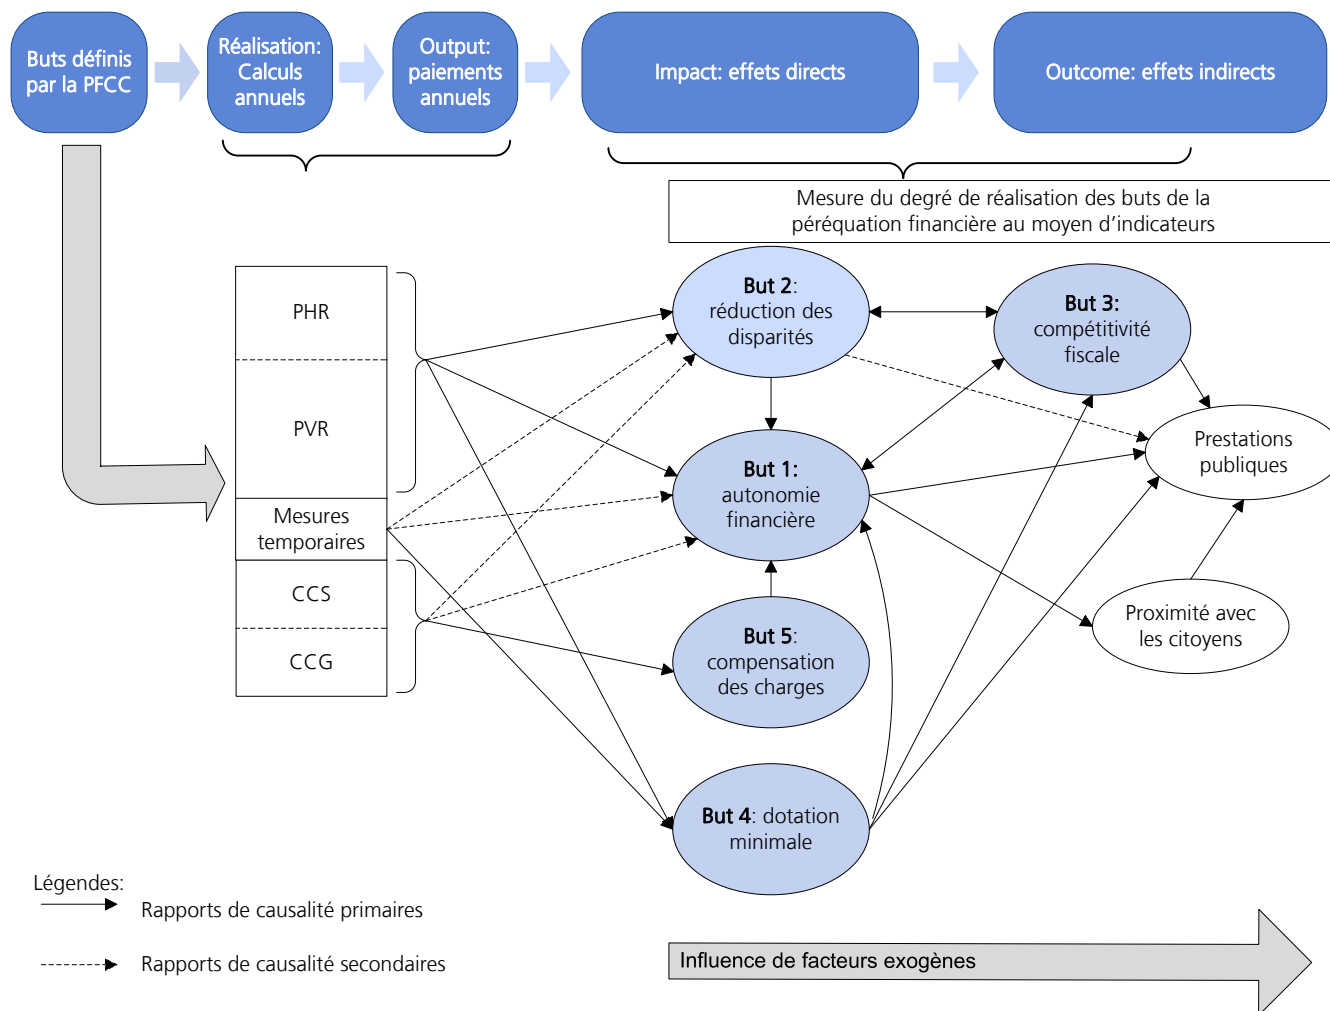 Buts définis
par la PFCC
Réalisation:
Calculs
annuels
Output:
paiements
annuels
Impact: effets directs
Outcome: effets indirects
Mesure du degré de réalisation des buts de la
péréquation financière au moyen d'indicateurs
PHR
PVR
Mesures
temporaires
CCS
CCG
But 2:
réduction des
disparités
But 3:
compétitivité
fiscale
But 1:
autonomie
financière
Prestations
publiques
But 5:
compensation
des charges
Proximité avec
les citoyens
But 4: dotation
minimale
Légendes:
Rapports de causalité primaires
Rapports de causalité secondaires
Influence de facteurs exogènes